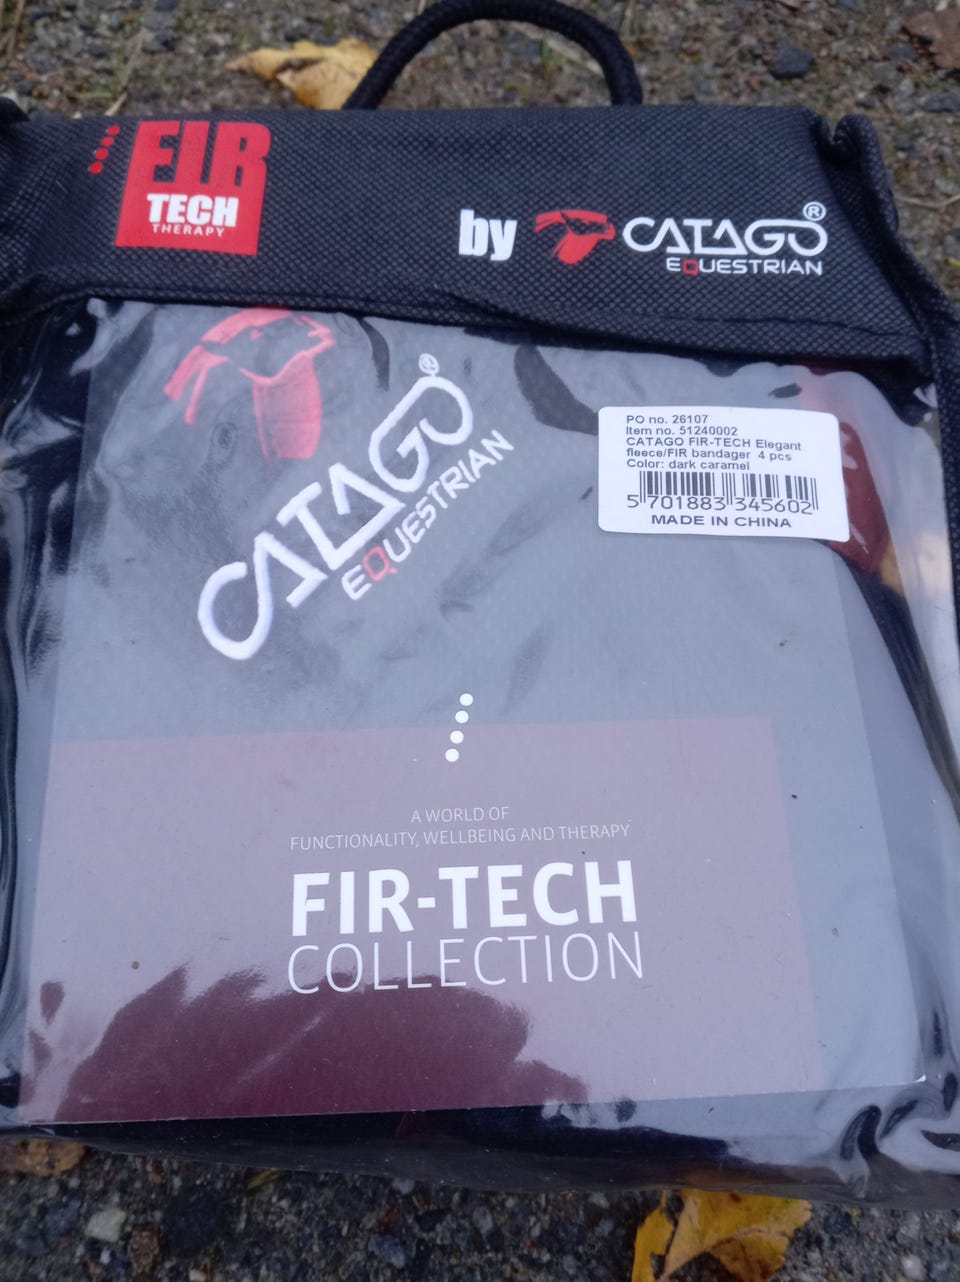 FIR
TECH
THERAPY
by CATAGO®
EQUESTRIAN
CATAGO®
EQUESTRIAN
PO no. 26107
Item no. 51240002
CATAGO FIR-TECH Elegant
fleece/FIR bandager 4 pcs
Color: dark caramel
5 701883 345602
MADE IN CHINA
A WORLD OF
FUNCTIONALITY, WELLBEING AND THERAPY
FIR-TECH
COLLECTION